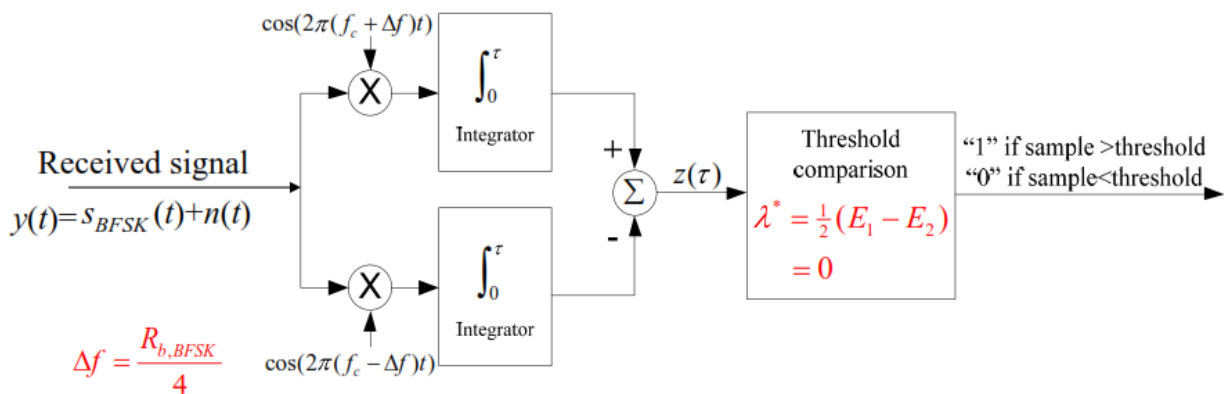 cos(2π(f_c + Δf)t)
X
∫_0^τ
Integrator
Received signal
y(t)=s_BFSK(t)+n(t)
+
Σ
-
z(τ)
Threshold
comparison
λ* = ½(E_1 − E_2)
= 0
“1” if sample >threshold
“0” if sample<threshold
X
∫_0^τ
Integrator
cos(2π(f_c − Δf)t)
Δf = R_b,BFSK / 4